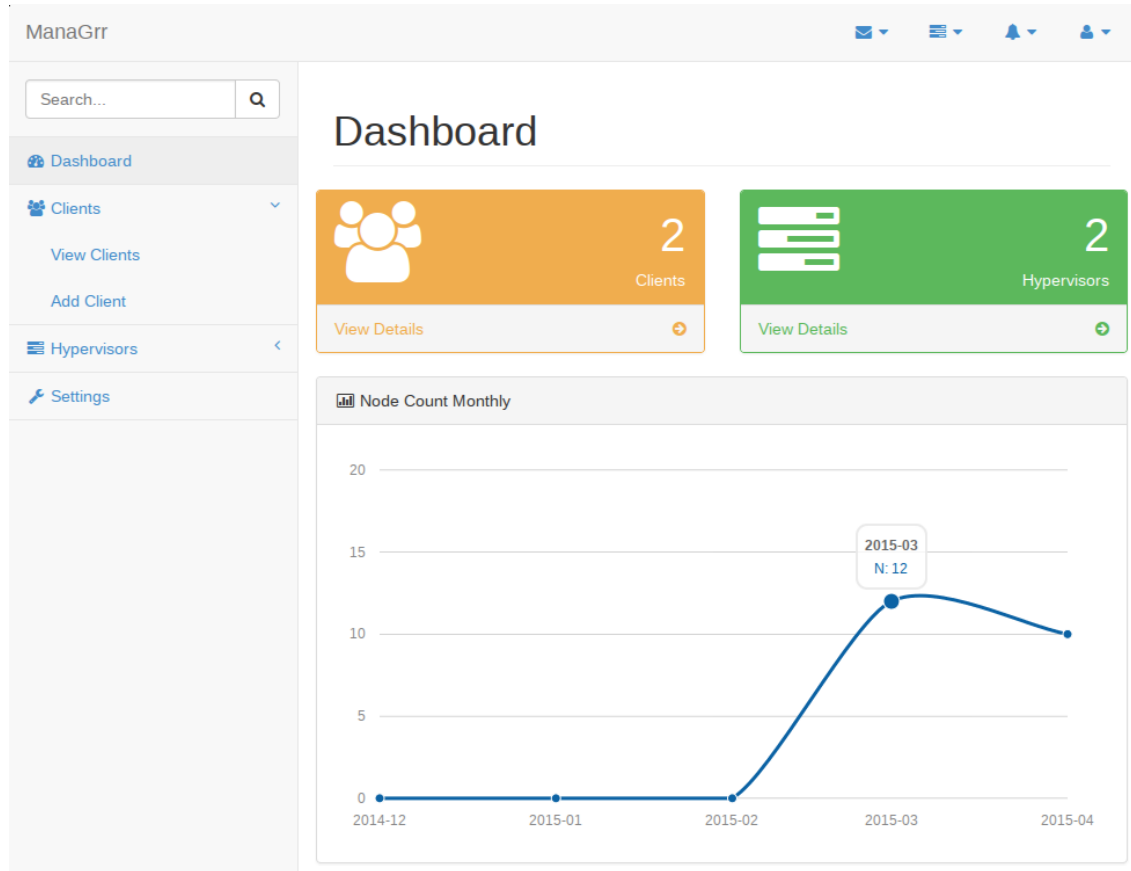 ManaGrr
Search...
Dashboard
Clients
View Clients
Add Client
Hypervisors
Settings
Dashboard
2
Clients
View Details
2
Hypervisors
View Details
Node Count Monthly
20
15
10
5
0
2015-03
N: 12
2014-12 2015-01 2015-02 2015-03 2015-04